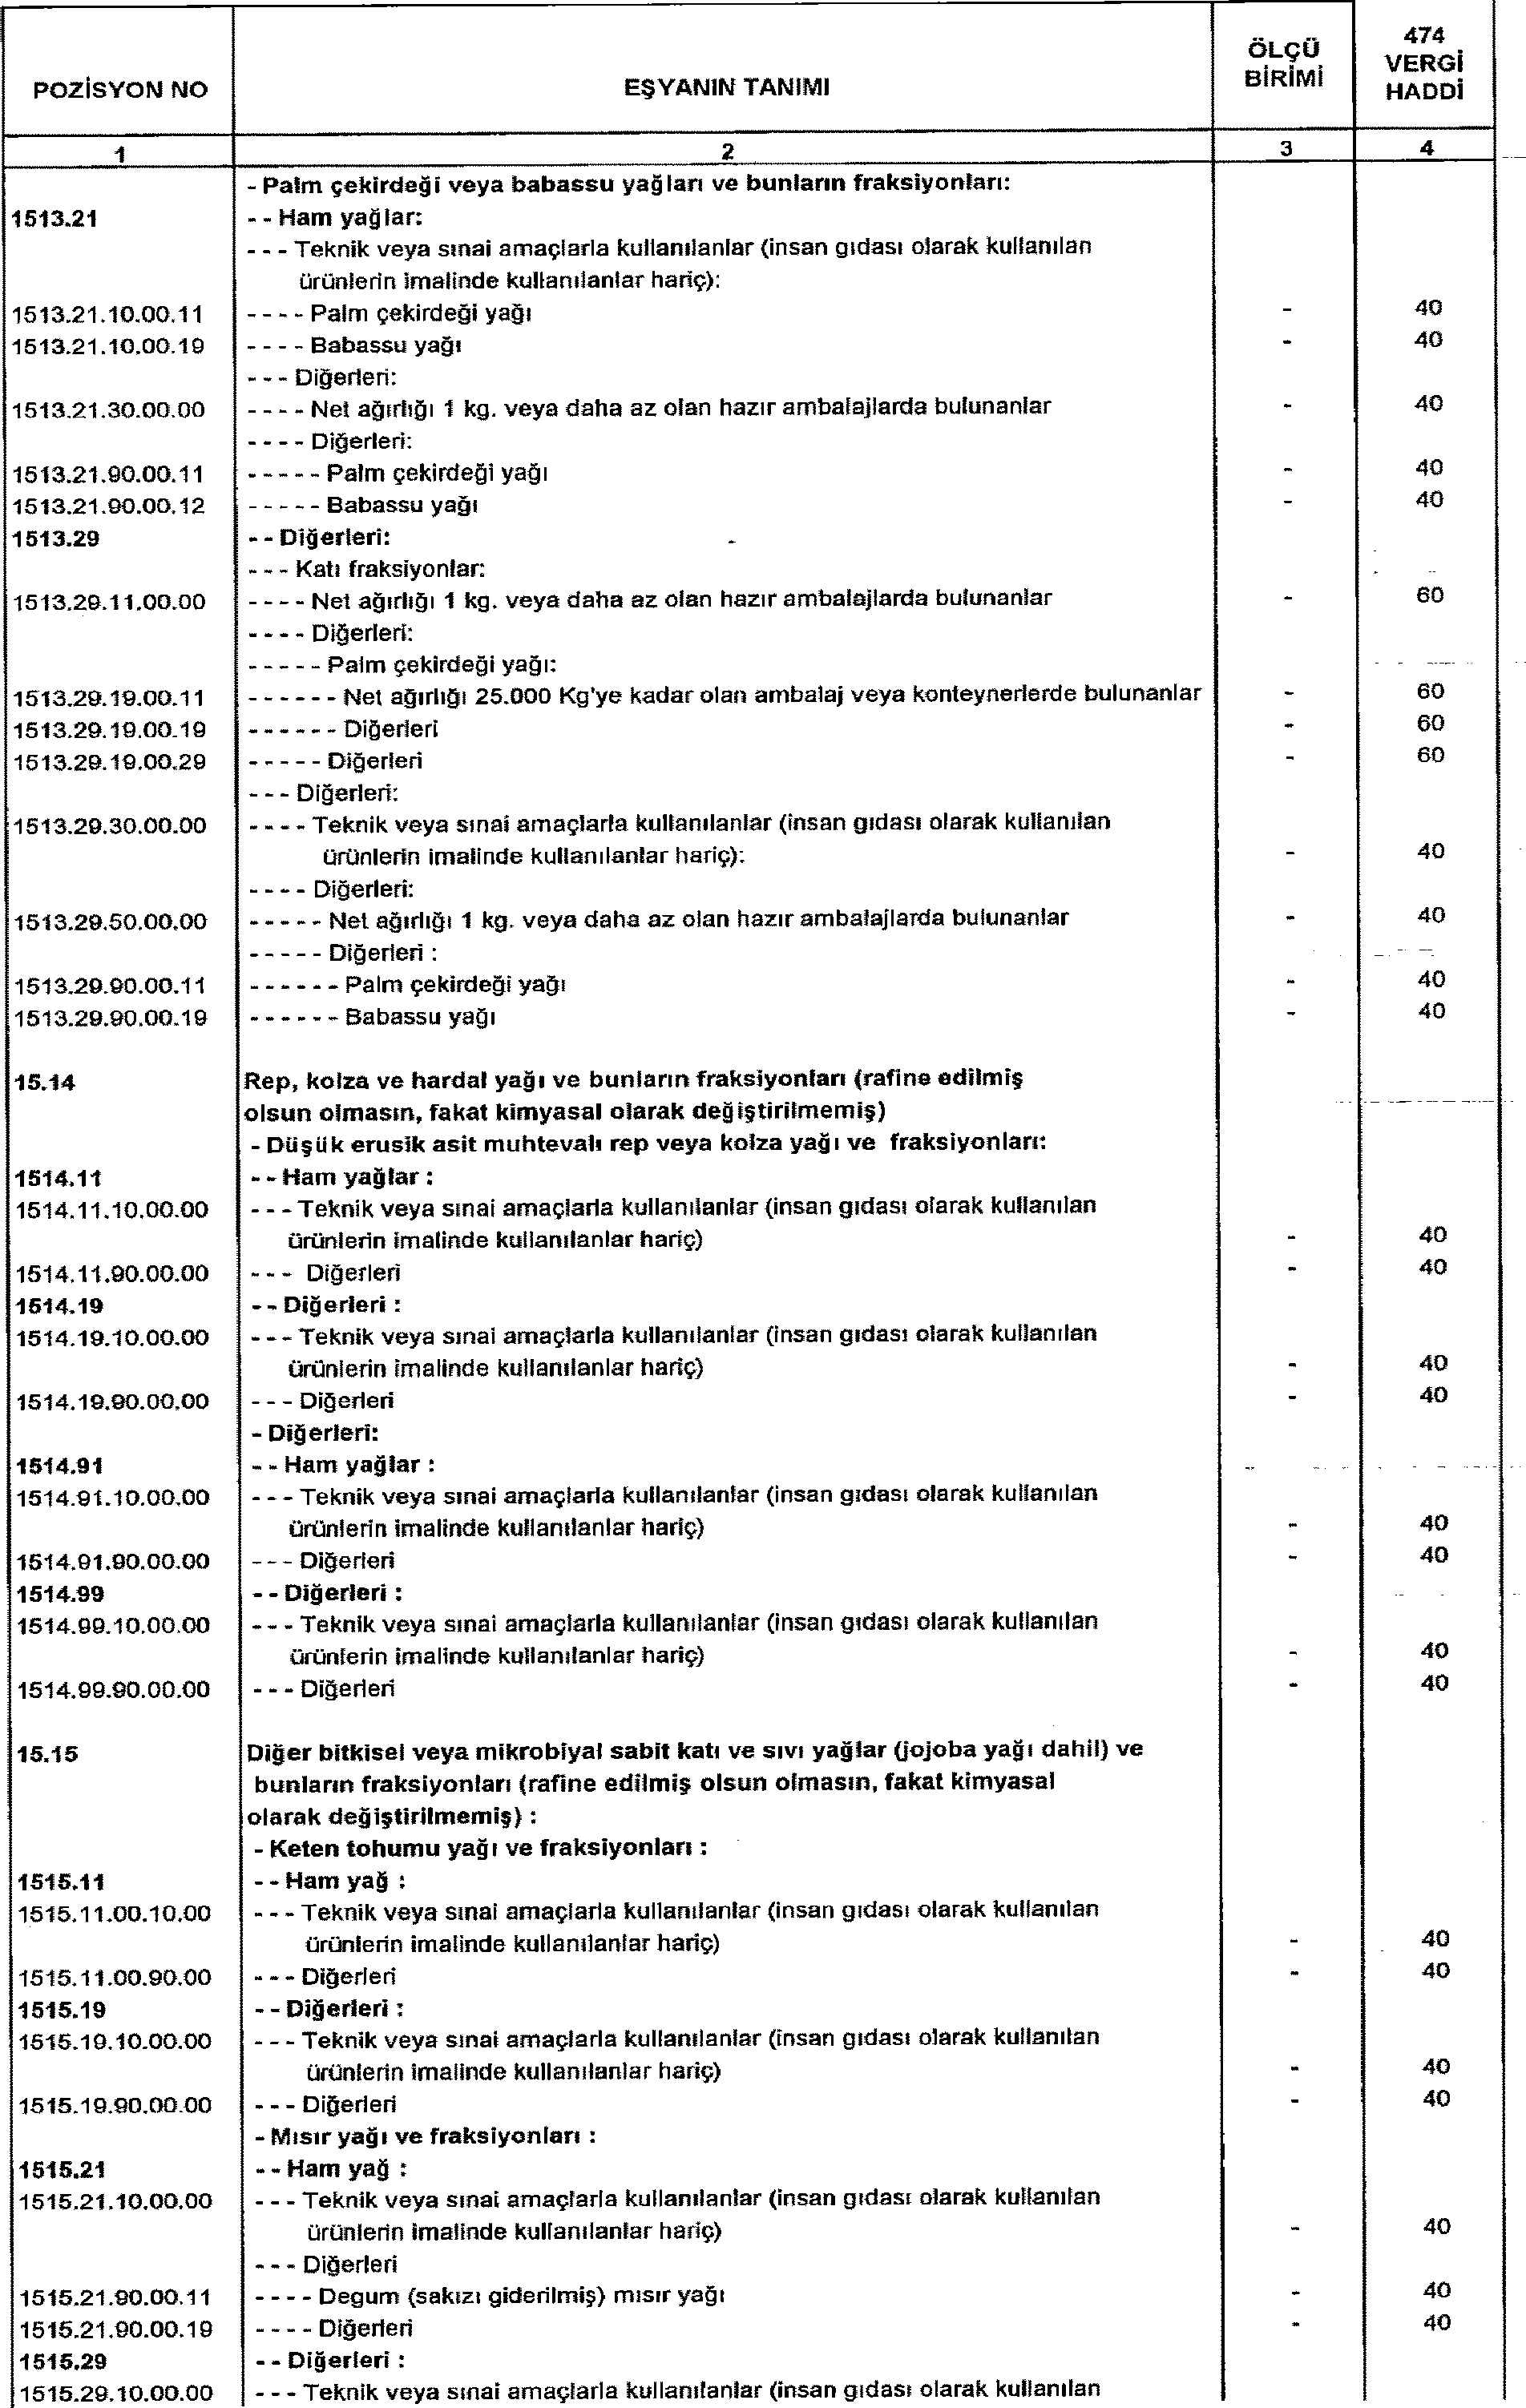 POZİSYON NO EŞYANIN TANIMI ÖLÇÜ BİRİMİ 474 VERGİ HADDİ
1 2 3 4
- Palm çekirdeği veya babassu yağları ve bunların fraksiyonları:
1513.21 - - Ham yağlar:
- - - Teknik veya sınai amaçlarla kullanılanlar (insan gıdası olarak kullanılan
ürünlerin imalinde kullanılanlar hariç):
1513.21.10.00.11 - - - - Palm çekirdeği yağı - 40
1513.21.10.00.19 - - - - Babassu yağı - 40
- - - Diğerleri:
1513.21.30.00.00 - - - - Net ağırlığı 1 kg. veya daha az olan hazır ambalajlarda bulunanlar - 40
- - - - Diğerleri:
1513.21.90.00.11 - - - - - Palm çekirdeği yağı - 40
1513.21.90.00.12 - - - - - Babassu yağı - 40
1513.29 - - Diğerleri:
- - - Katı fraksiyonlar:
1513.29.11.00.00 - - - - Net ağırlığı 1 kg. veya daha az olan hazır ambalajlarda bulunanlar - 60
- - - - Diğerleri:
- - - - - Palm çekirdeği yağı:
1513.29.19.00.11 - - - - - - Net ağırlığı 25.000 Kg'ye kadar olan ambalaj veya konteynerlerde bulunanlar - 60
1513.29.19.00.19 - - - - - - Diğerleri - 60
1513.29.19.00.29 - - - - - Diğerleri - 60
- - - Diğerleri:
1513.29.30.00.00 - - - - Teknik veya sınai amaçlarla kullanılanlar (insan gıdası olarak kullanılan
ürünlerin imalinde kullanılanlar hariç): - 40
- - - - Diğerleri:
1513.29.50.00.00 - - - - - Net ağırlığı 1 kg. veya daha az olan hazır ambalajlarda bulunanlar - 40
- - - - - Diğerleri :
1513.29.90.00.11 - - - - - - Palm çekirdeği yağı - 40
1513.29.90.00.19 - - - - - - Babassu yağı - 40
15.14 Rep, kolza ve hardal yağı ve bunların fraksiyonları (rafine edilmiş
olsun olmasın, fakat kimyasal olarak değiştirilmemiş)
- Düşük erusik asit muhtevalı rep veya kolza yağı ve fraksiyonları:
1514.11 - - Ham yağlar :
1514.11.10.00.00 - - - Teknik veya sınai amaçlarla kullanılanlar (insan gıdası olarak kullanılan
ürünlerin imalinde kullanılanlar hariç) - 40
1514.11.90.00.00 - - - Diğerleri - 40
1514.19 - - Diğerleri :
1514.19.10.00.00 - - - Teknik veya sınai amaçlarla kullanılanlar (insan gıdası olarak kullanılan
ürünlerin imalinde kullanılanlar hariç) - 40
1514.19.90.00.00 - - - Diğerleri - 40
- Diğerleri:
1514.91 - - Ham yağlar :
1514.91.10.00.00 - - - Teknik veya sınai amaçlarla kullanılanlar (insan gıdası olarak kullanılan
ürünlerin imalinde kullanılanlar hariç) - 40
1514.91.90.00.00 - - - Diğerleri - 40
1514.99 - - Diğerleri :
1514.99.10.00.00 - - - Teknik veya sınai amaçlarla kullanılanlar (insan gıdası olarak kullanılan
ürünlerin imalinde kullanılanlar hariç) - 40
1514.99.90.00.00 - - - Diğerleri - 40
15.15 Diğer bitkisel veya mikrobiyal sabit katı ve sıvı yağlar (jojoba yağı dahil) ve
bunların fraksiyonları (rafine edilmiş olsun olmasın, fakat kimyasal
olarak değiştirilmemiş) :
- Keten tohumu yağı ve fraksiyonları :
1515.11 - - Ham yağ :
1515.11.00.10.00 - - - Teknik veya sınai amaçlarla kullanılanlar (insan gıdası olarak kullanılan
ürünlerin imalinde kullanılanlar hariç) - 40
1515.11.00.90.00 - - - Diğerleri - 40
1515.19 - - Diğerleri :
1515.19.10.00.00 - - - Teknik veya sınai amaçlarla kullanılanlar (insan gıdası olarak kullanılan
ürünlerin imalinde kullanılanlar hariç) - 40
1515.19.90.00.00 - - - Diğerleri - 40
- Mısır yağı ve fraksiyonları :
1515.21 - - Ham yağ :
1515.21.10.00.00 - - - Teknik veya sınai amaçlarla kullanılanlar (insan gıdası olarak kullanılan
ürünlerin imalinde kullanılanlar hariç) - 40
- - - Diğerleri
1515.21.90.00.11 - - - - Degum (sakızı giderilmiş) mısır yağı - 40
1515.21.90.00.19 - - - - Diğerleri - 40
1515.29 - - Diğerleri :
1515.29.10.00.00 - - - Teknik veya sınai amaçlarla kullanılanlar (insan gıdası olarak kullanılan